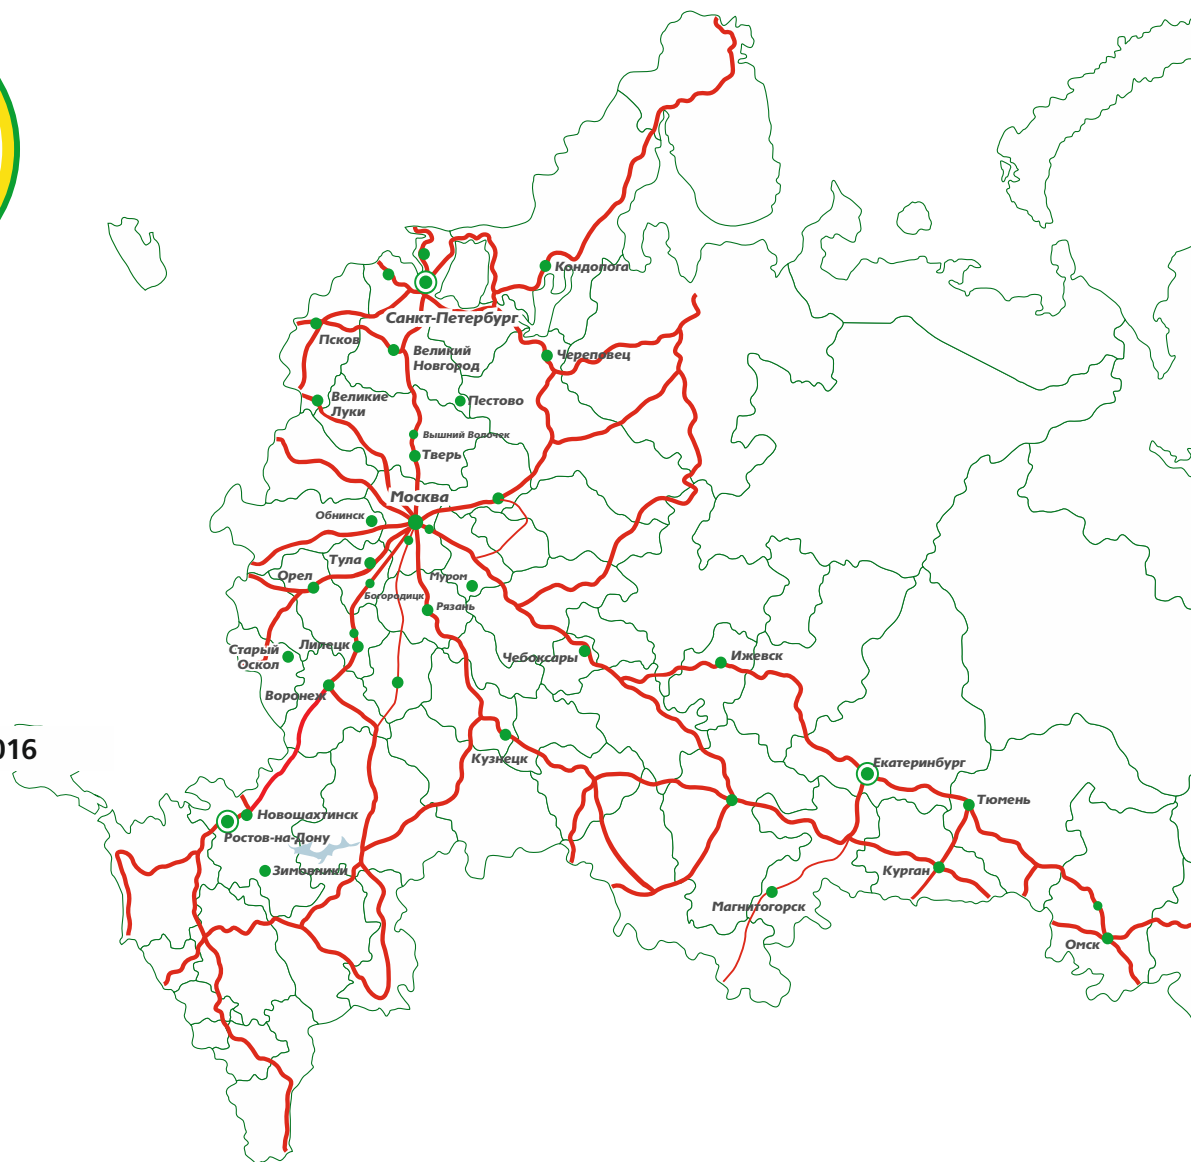 Кондопога
Санкт-Петербург
Псков
Великий
Новгород
Череповец
Великие
Луки
Пестово
Вышний Волочек
Тверь
Москва
Обнинск
Тула
Орел
Муром
Богородицк
Рязань
Старый
Оскол
Липецк
Чебоксары
Ижевск
Воронеж
016
Кузнецк
Екатеринбург
Тюмень
Новошахтинск
Ростов-на-Дону
Зимовники
Курган
Магнитогорск
Омск